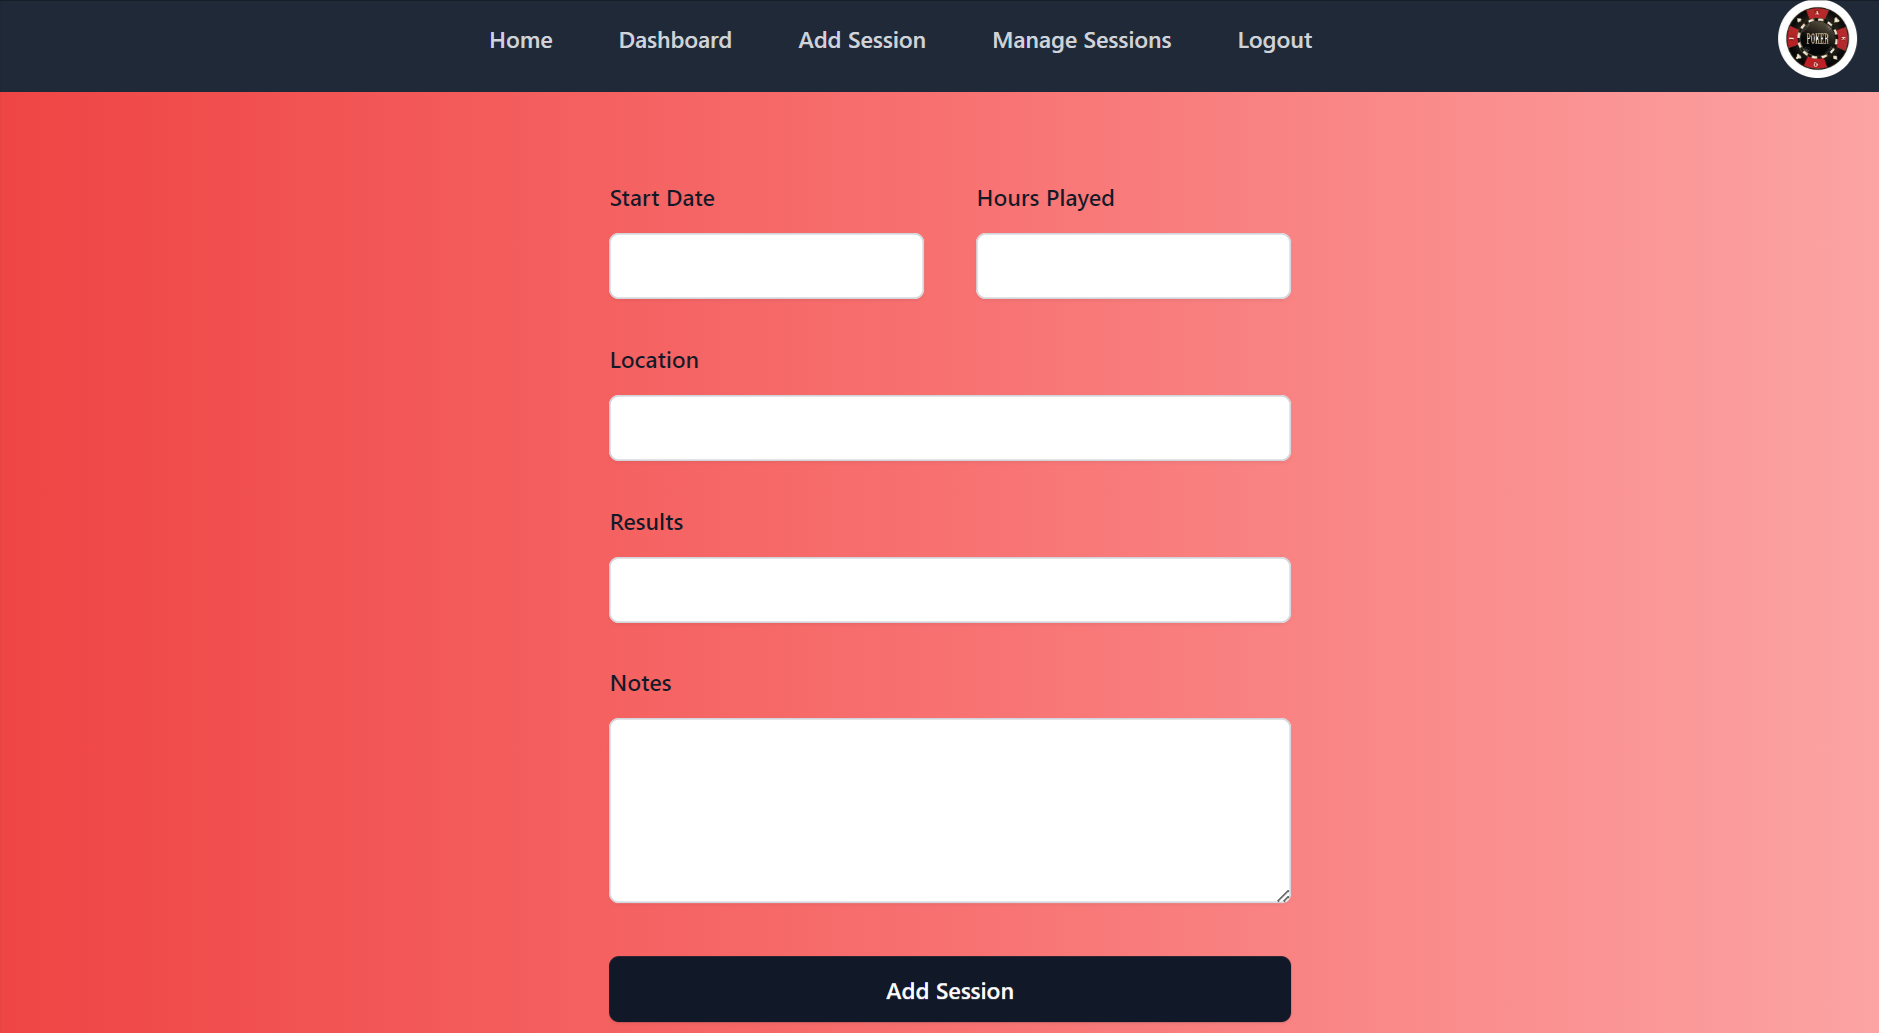 Home Dashboard Add Session Manage Sessions Logout
POKER
Start Date Hours Played
Location
Results
Notes
Add Session